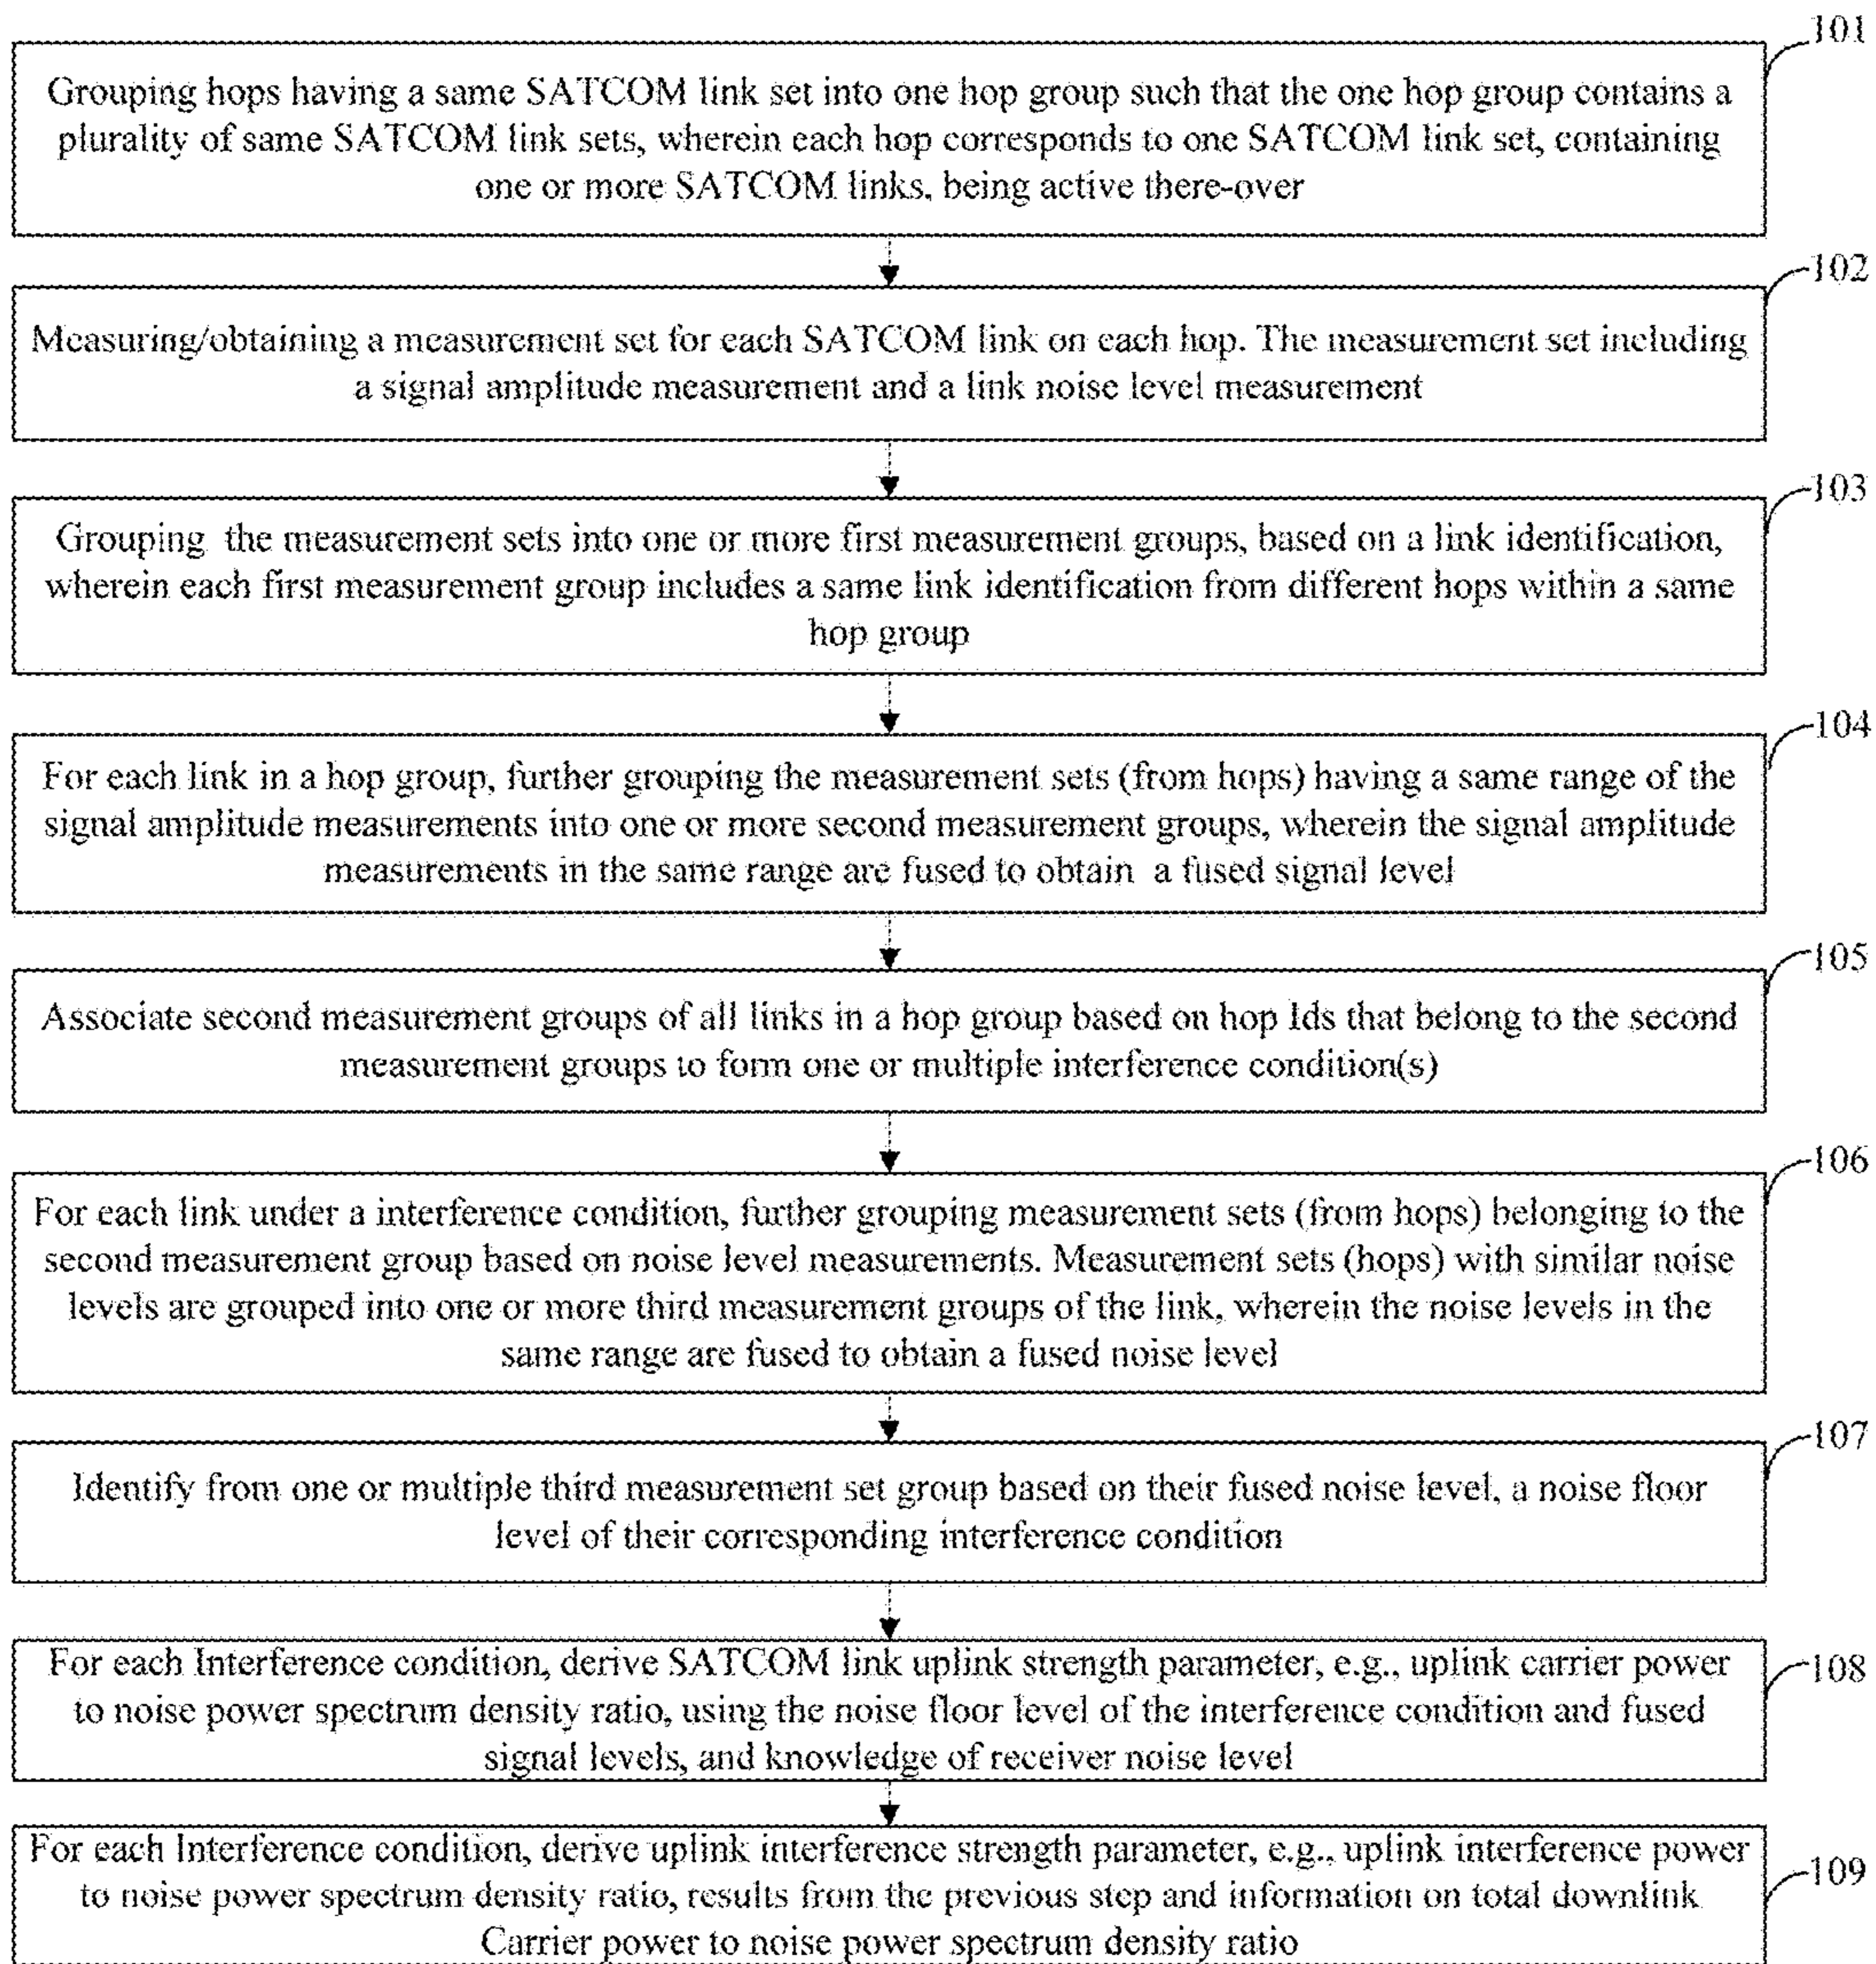 101
Grouping hops having a same SATCOM link set into one hop group such that the one hop group contains a
plurality of same SATCOM link sets, wherein each hop corresponds to one SATCOM link set, containing
one or more SATCOM links, being active there-over
102
Measuring/obtaining a measurement set for each SATCOM link on each hop. The measurement set including
a signal amplitude measurement and a link noise level measurement
103
Grouping the measurement sets into one or more first measurement groups, based on a link identification,
wherein each first measurement group includes a same link identification from different hops within a same
hop group
104
For each link in a hop group, further grouping the measurement sets (from hops) having a same range of the
signal amplitude measurements into one or more second measurement groups, wherein the signal amplitude
measurements in the same range are fused to obtain a fused signal level
105
Associate second measurement groups of all links in a hop group based on hop Ids that belong to the second
measurement groups to form one or multiple interference condition(s)
106
For each link under a interference condition, further grouping measurement sets (from hops) belonging to the
second measurement group based on noise level measurements. Measurement sets (hops) with similar noise
levels are grouped into one or more third measurement groups of the link, wherein the noise levels in the
same range are fused to obtain a fused noise level
107
Identify from one or multiple third measurement set group based on their fused noise level, a noise floor
level of their corresponding interference condition
For each Interference condition, derive SATCOM link uplink strength parameter, e.g., uplink carrier power
108
to noise power spectrum density ratio, using the noise floor level of the interference condition and fused
signal levels, and knowledge of receiver noise level
For each Interference condition, derive uplink interference strength parameter, e.g., uplink interference power
109
to noise power spectrum density ratio, results from the previous step and information on total downlink
Carrier power to noise power spectrum density ratio